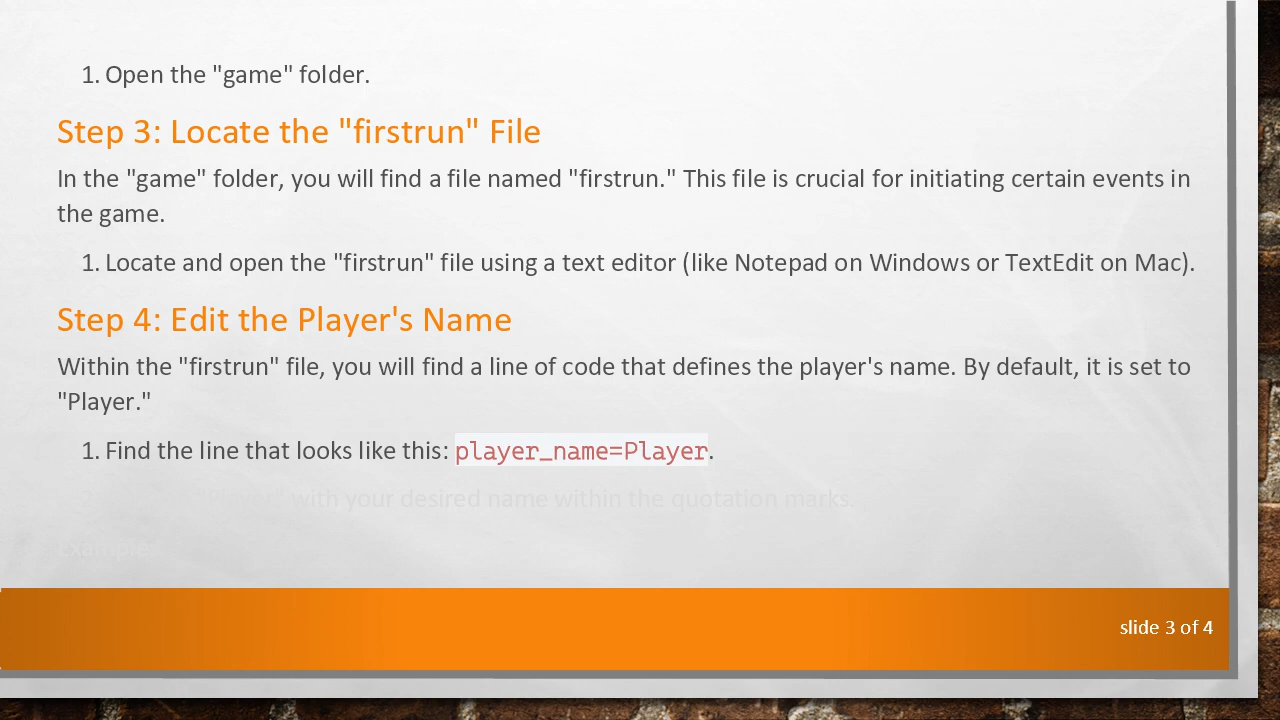 1. Open the "game" folder.
Step 3: Locate the "firstrun" File
In the "game" folder, you will find a file named "firstrun." This file is crucial for initiating certain events in
the game.
1. Locate and open the "firstrun" file using a text editor (like Notepad on Windows or TextEdit on Mac).
Step 4: Edit the Player's Name
Within the "firstrun" file, you will find a line of code that defines the player's name. By default, it is set to
"Player."
1. Find the line that looks like this: player_name=Player.
"Player" with your desired name within the quotation marks.
Examples:
slide 3 of 4